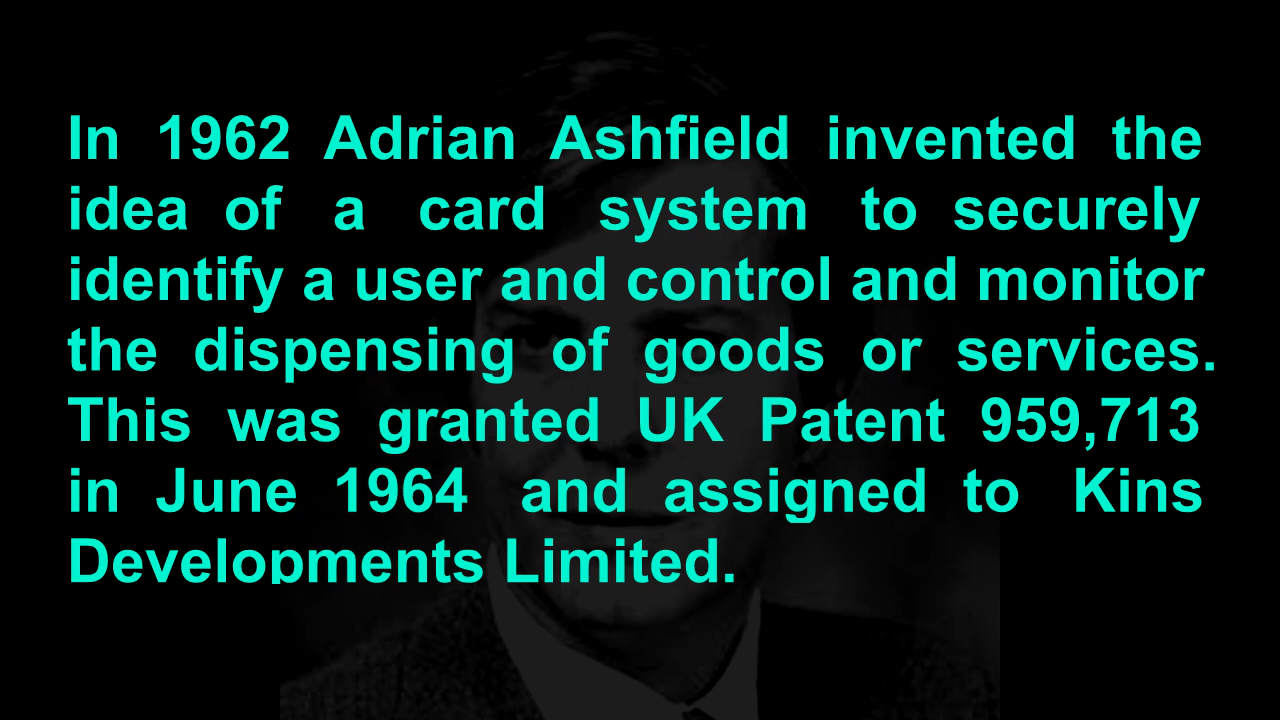 In 1962 Adrian Ashfield invented the
idea of a card system to securely
identify a user and control and monitor
the dispensing of goods or services.
This was granted UK Patent 959,713
in June 1964 and assigned to Kins
Developments Limited.